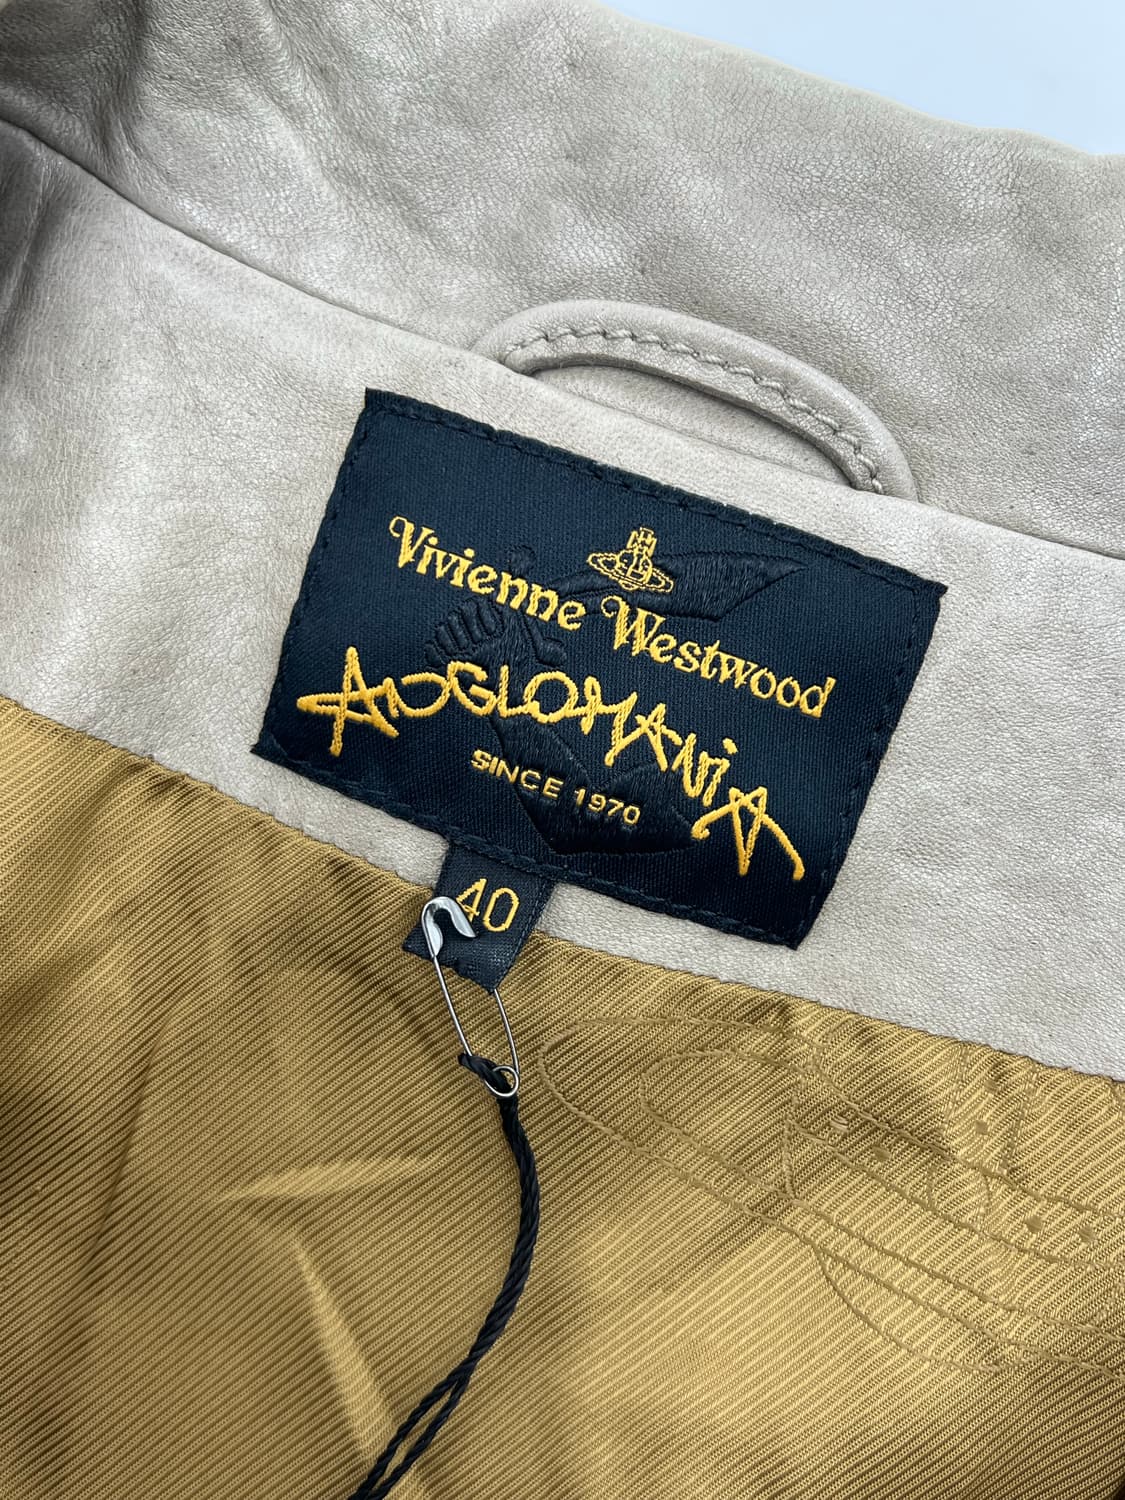 Vivienne Westwood
ANGLOMANiA
SINCE 1970
40